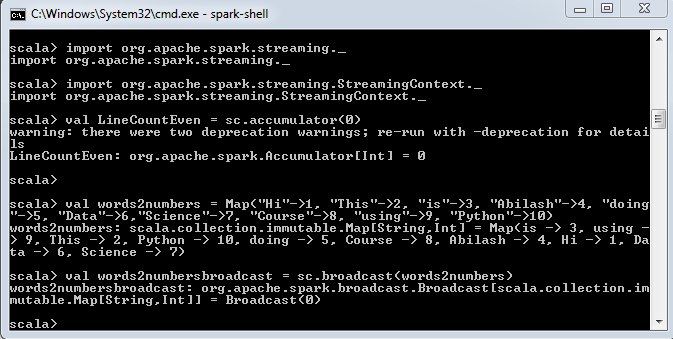 C:\Windows\System32\cmd.exe - spark-shell
scala> import org.apache.spark.streaming._
import org.apache.spark.streaming._
scala> import org.apache.spark.streaming.StreamingContext._
import org.apache.spark.streaming.StreamingContext._
scala> val LineCountEven = sc.accumulator(0)
warning: there were two deprecation warnings; re-run with -deprecation for detai
ls
LineCountEven: org.apache.spark.Accumulator[Int] = 0
scala>
scala> val words2numbers = Map("Hi"->1, "This"->2, "is"->3, "Abilash"->4, "doing
"->5, "Data"->6,"Science"->7, "Course"->8, "using"->9, "Python"->10)
words2numbers: scala.collection.immutable.Map[String,Int] = Map(is -> 3, using -
> 9, This -> 2, Python -> 10, doing -> 5, Course -> 8, Abilash -> 4, Hi -> 1, Da
ta -> 6, Science -> 7)
scala> val words2numbersbroadcast = sc.broadcast(words2numbers)
words2numbersbroadcast: org.apache.spark.broadcast.Broadcast[scala.collection.im
mutable.Map[String,Int]] = Broadcast(0)
scala>